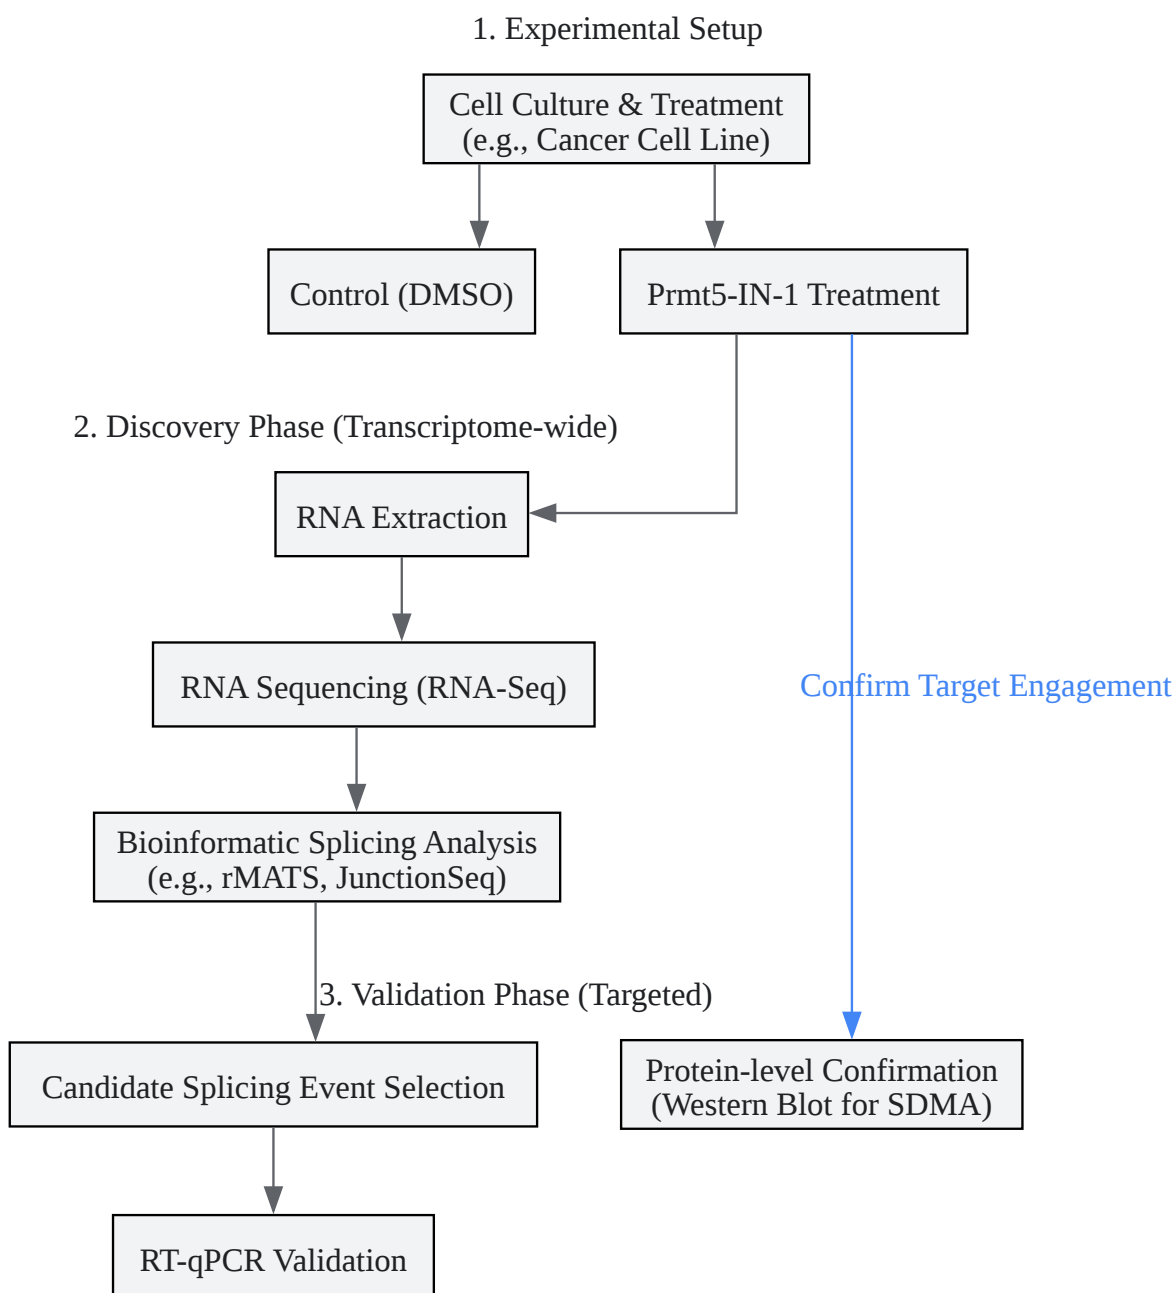 1. Experimental Setup
Cell Culture & Treatment
(e.g., Cancer Cell Line)
Control (DMSO)
Prmt5-IN-1 Treatment
2. Discovery Phase (Transcriptome-wide)
RNA Extraction
RNA Sequencing (RNA-Seq)
Confirm Target Engagement
Bioinformatic Splicing Analysis
(e.g., rMATS, JunctionSeq)
3. Validation Phase (Targeted)
Candidate Splicing Event Selection
Protein-level Confirmation
(Western Blot for SDMA)
RT-qPCR Validation